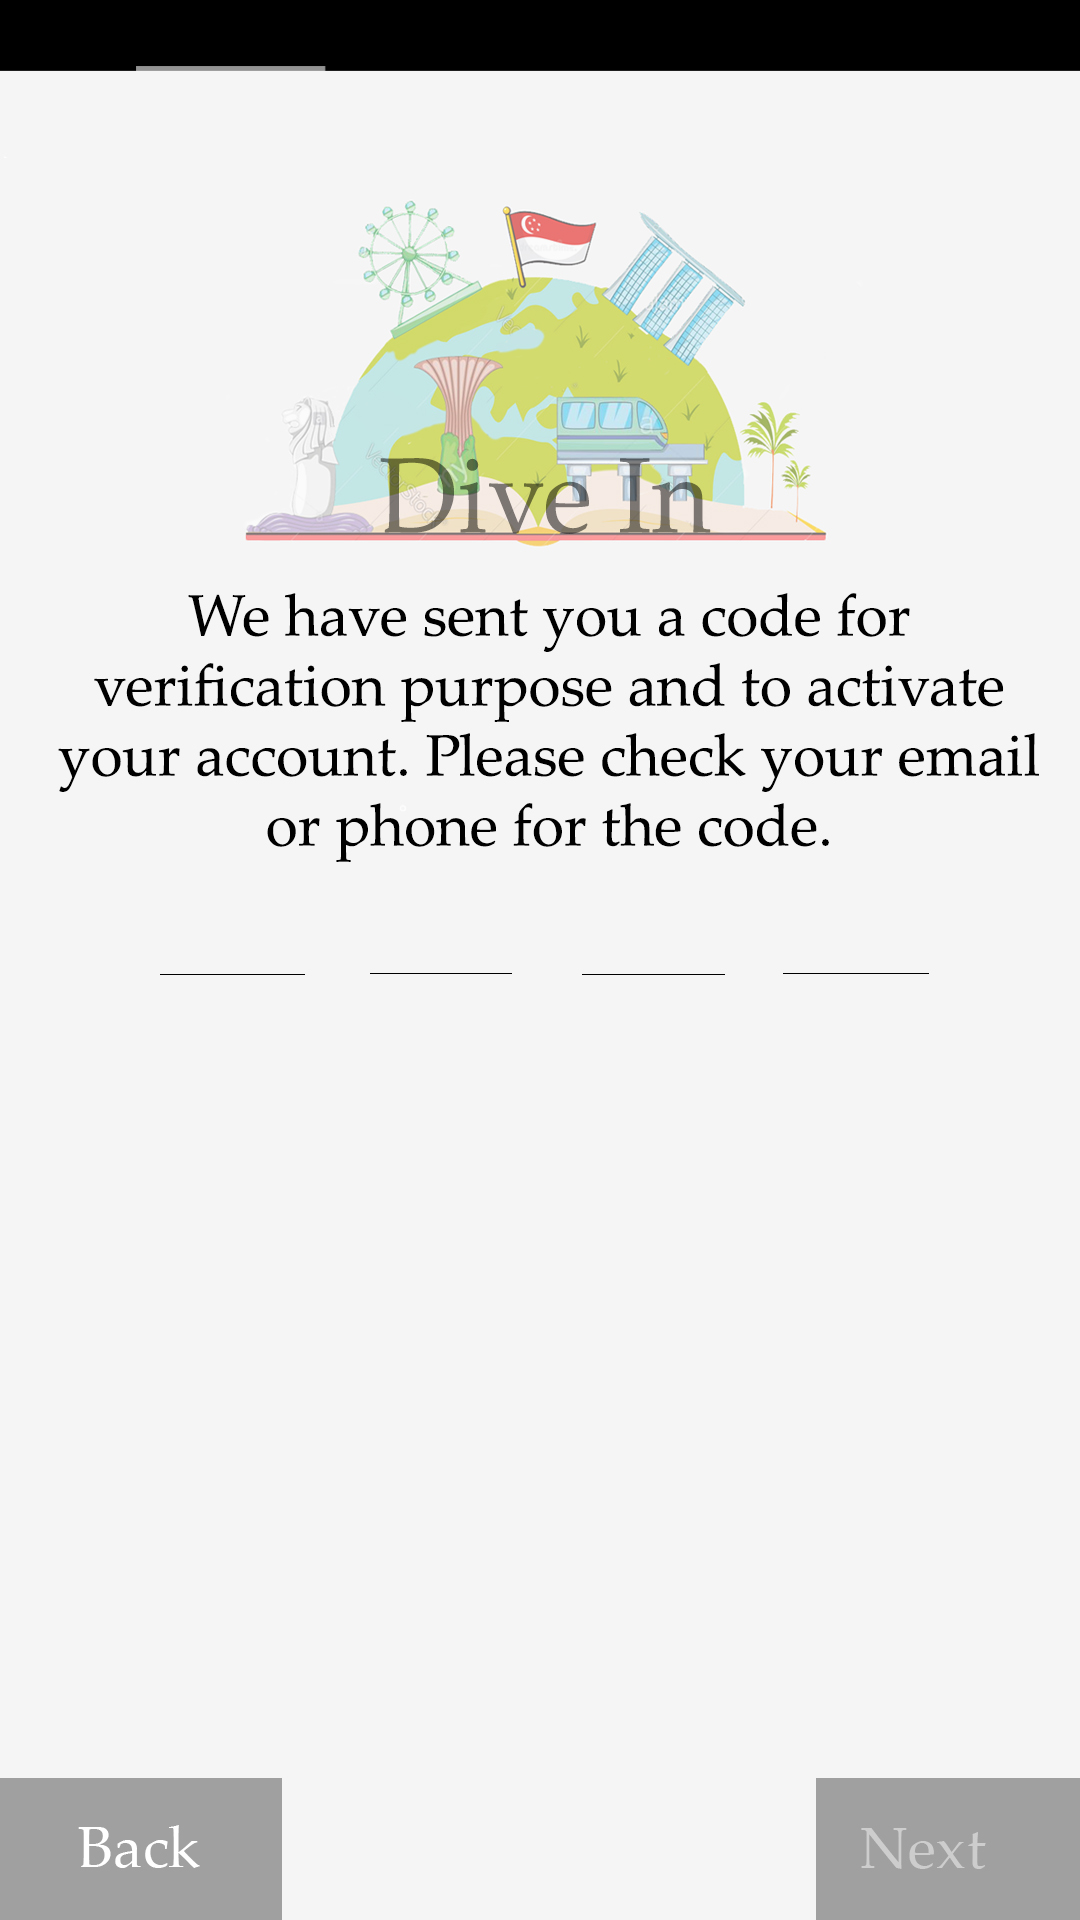 Dive In
We have sent you a code for
verification purpose and to activate
your account. Please check your email
or phone for the code.
Back
Next